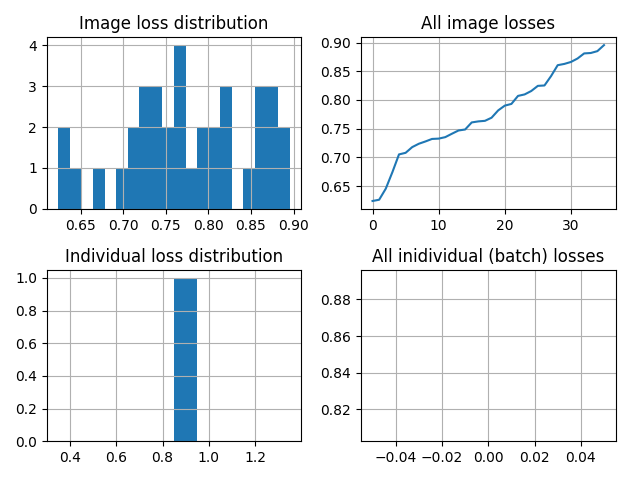 Image loss distribution
4
3
2
1
0
0.65 0.70 0.75 0.80 0.85 0.90
All image losses
0.90
0.85
0.80
0.75
0.70
0.65
0 10 20 30
Individual loss distribution
1.0
0.8
0.6
0.4
0.2
0.0
0.4 0.6 0.8 1.0 1.2
All inidividual (batch) losses
0.88
0.86
0.84
0.82
−0.04 −0.02 0.00 0.02 0.04